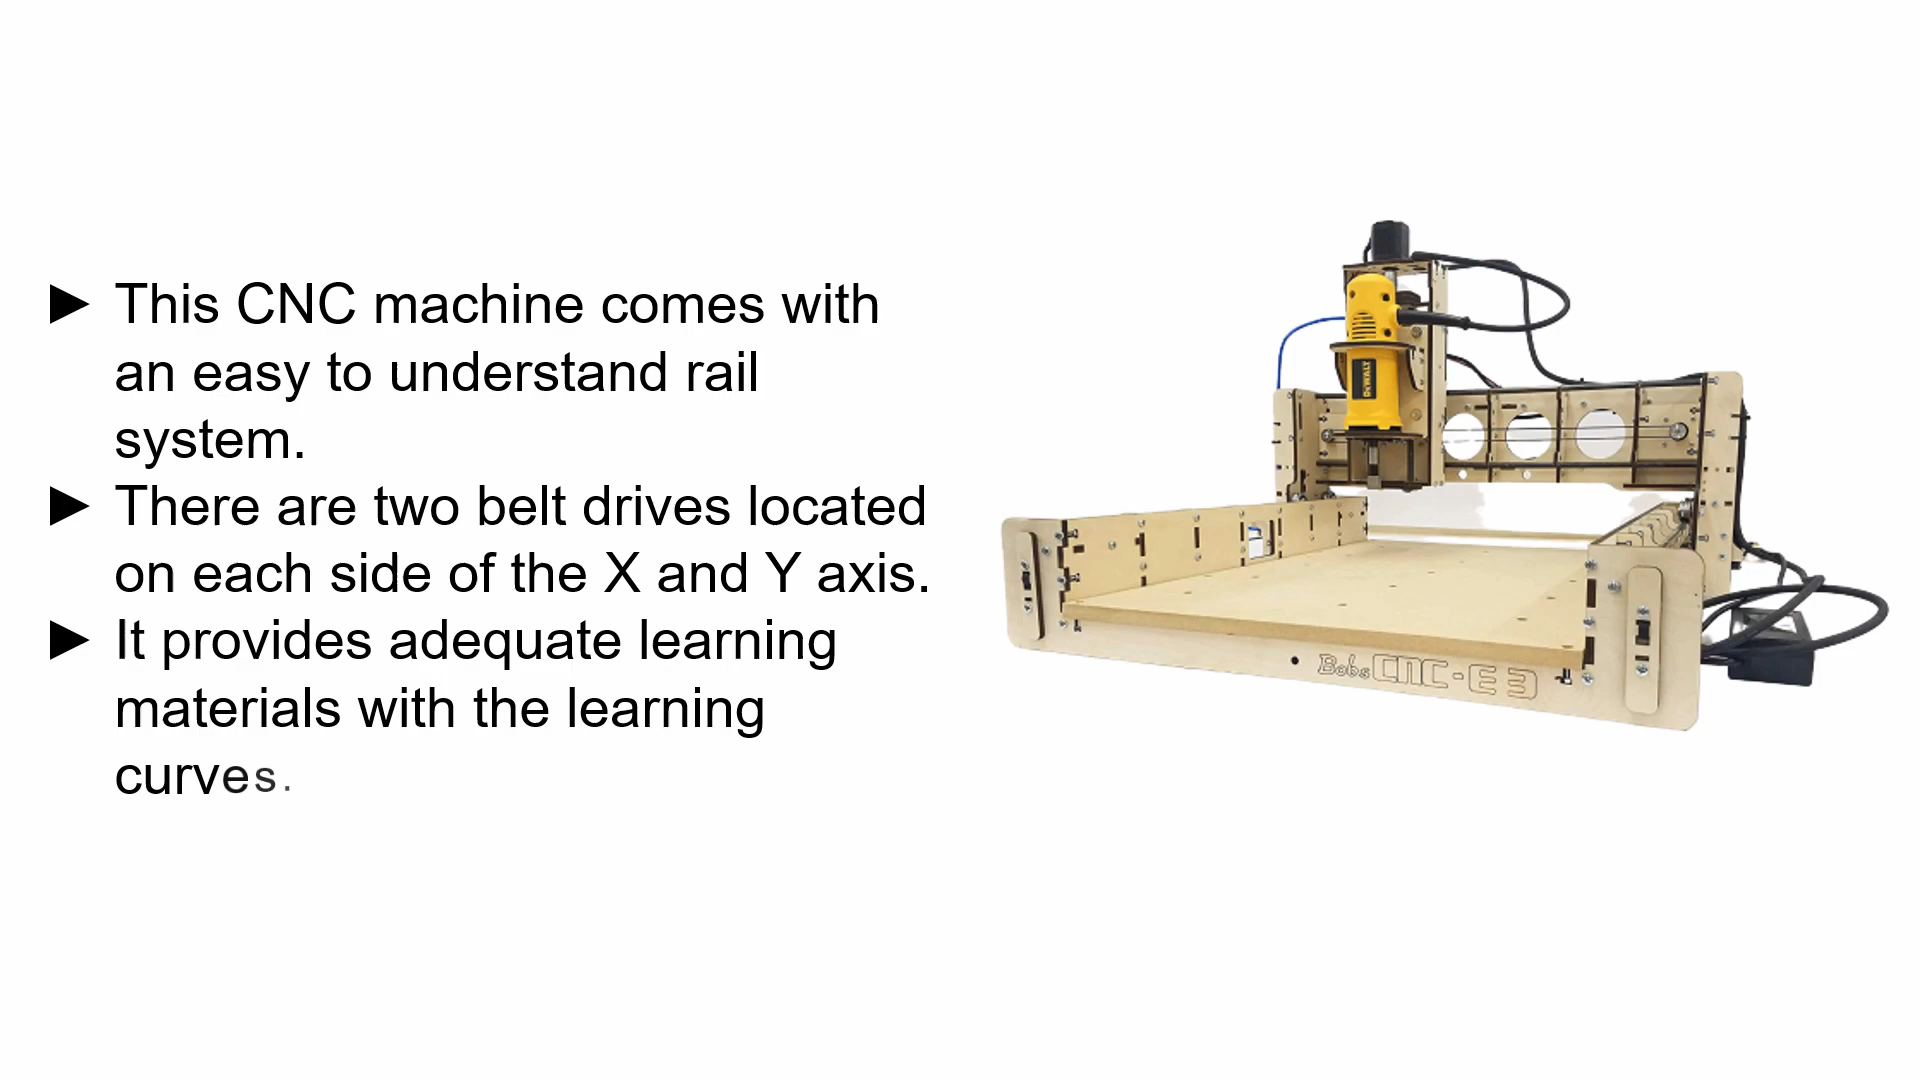 ► This CNC machine comes with
an easy to understand rail
system.
► There are two belt drives located
on each side of the X and Y axis.
► It provides adequate learning
materials with the learning
curves.
DEWALT
Bobs CNC-E3